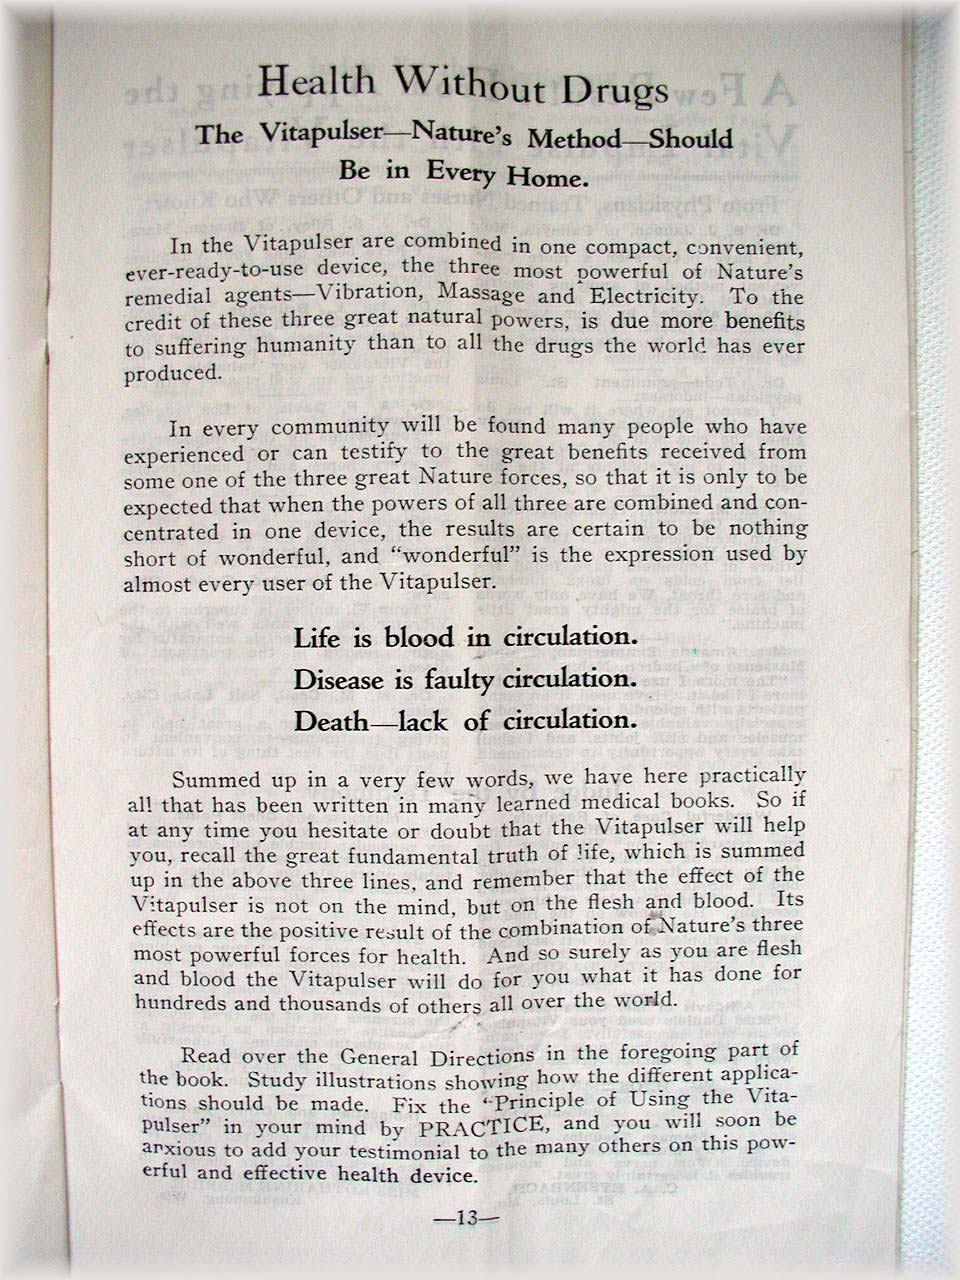 Health Without Drugs
The Vitapulser—Nature's Method—Should
Be in Every Home.
In the Vitapulser are combined in one compact, convenient,
ever-ready-to-use device, the three most powerful of Nature's
remedial agents—Vibration, Massage and Electricity. To the
credit of these three great natural powers, is due more benefits
to suffering humanity than to all the drugs the world has ever
produced.
In every community will be found many people who have
experienced or can testify to the great benefits received from
some one of the three great Nature forces, so that it is only to be
expected that when the powers of all three are combined and con-
centrated in one device, the results are certain to be nothing
short of wonderful, and "wonderful" is the expression used by
almost every user of the Vitapulser.
Life is blood in circulation.
Disease is faulty circulation.
Death—lack of circulation.
Summed up in a very few words, we have here practically
all that has been written in many learned medical books. So if
at any time you hesitate or doubt that the Vitapulser will help
you, recall the great fundamental truth of life, which is summed
up in the above three lines, and remember that the effect of the
Vitapulser is not on the mind, but on the flesh and blood. Its
effects are the positive result of the combination of Nature's three
most powerful forces for health. And so surely as you are flesh
and blood the Vitapulser will do for you what it has done for
hundreds and thousands of others all over the world.
Read over the General Directions in the foregoing part of
the book. Study illustrations showing how the different applica-
tions should be made. Fix the "Principle of Using the Vita-
pulser" in your mind by PRACTICE, and you will soon be
anxious to add your testimonial to the many others on this pow-
erful and effective health device.
—13—